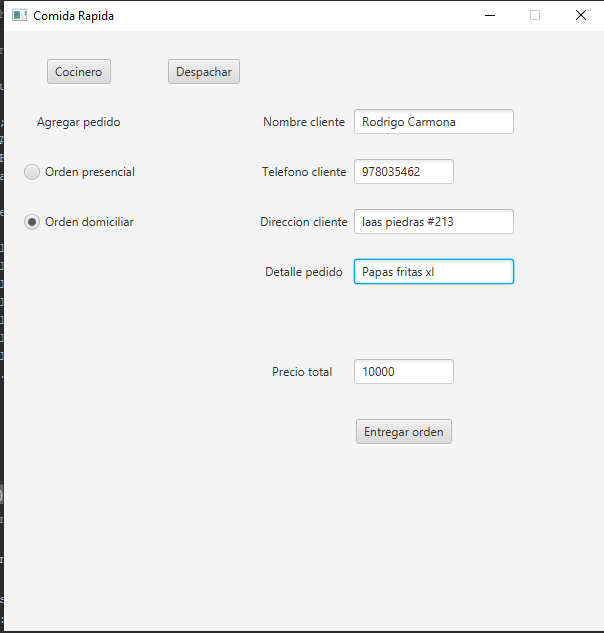 Comida Rapida
Cocinero
Despachar
Agregar pedido
Nombre cliente
Rodrigo Carmona
Orden presencial
Telefono cliente
978035462
Orden domiciliar
Direccion cliente
laas piedras #213
Detalle pedido
Papas fritas xl
Precio total
10000
Entregar orden